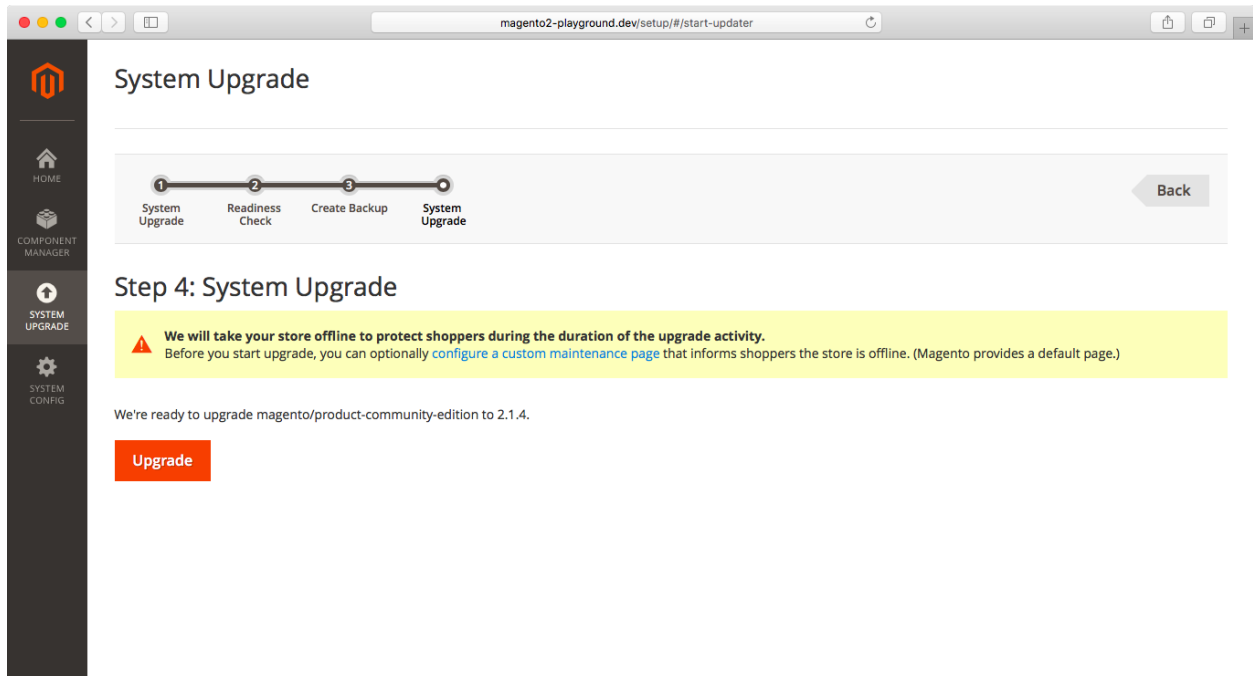 magento2-playground.dev/setup/#/start-updater
System Upgrade
HOME
COMPONENT
MANAGER
SYSTEM
UPGRADE
SYSTEM
CONFIG
1
2
3
System
Upgrade
Readiness
Check
Create Backup
System
Upgrade
Back
Step 4: System Upgrade
We will take your store offline to protect shoppers during the duration of the upgrade activity.
Before you start upgrade, you can optionally configure a custom maintenance page that informs shoppers the store is offline. (Magento provides a default page.)
We're ready to upgrade magento/product-community-edition to 2.1.4.
Upgrade